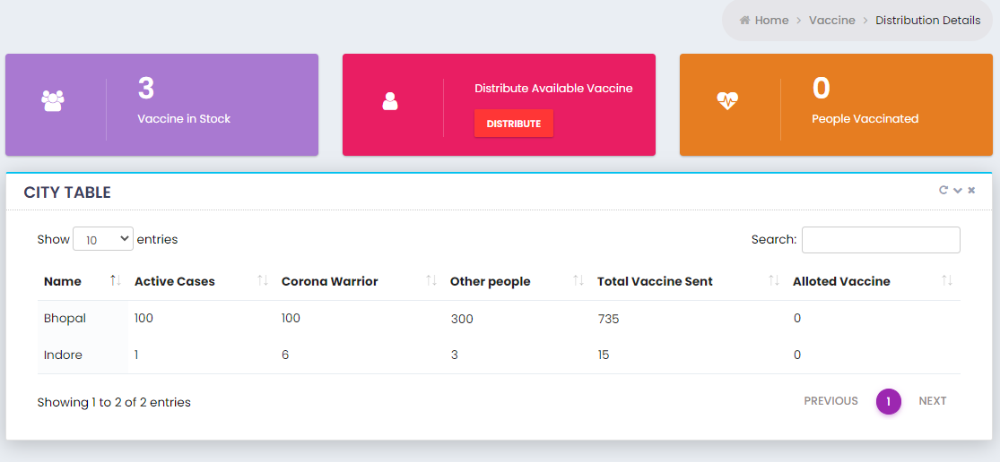 Home > Vaccine > Distribution Details
3
Vaccine in Stock
Distribute Available Vaccine
DISTRIBUTE
0
People Vaccinated
CITY TABLE
Show 10 entries Search:
Name Active Cases Corona Warrior Other people Total Vaccine Sent Alloted Vaccine
Bhopal 100 100 300 735 0
Indore 1 6 3 15 0
Showing 1 to 2 of 2 entries PREVIOUS 1 NEXT